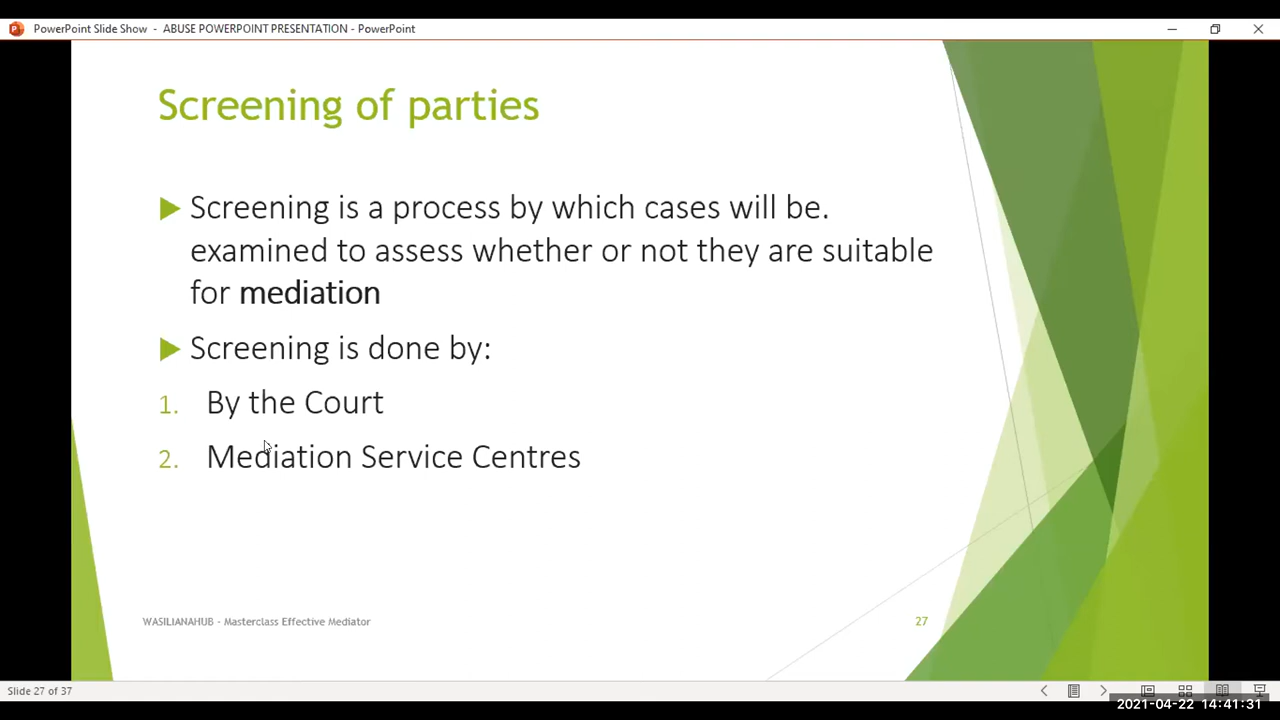 PowerPoint Slide Show - ABUSE POWERPOINT PRESENTATION - PowerPoint
Screening of parties
Screening is a process by which cases will be.
examined to assess whether or not they are suitable
for mediation
Screening is done by:
1. By the Court
2. Mediation Service Centres
WASILIANAHUB - Masterclass Effective Mediator
27
Slide 27 of 37
2021-04-22 14:41:31